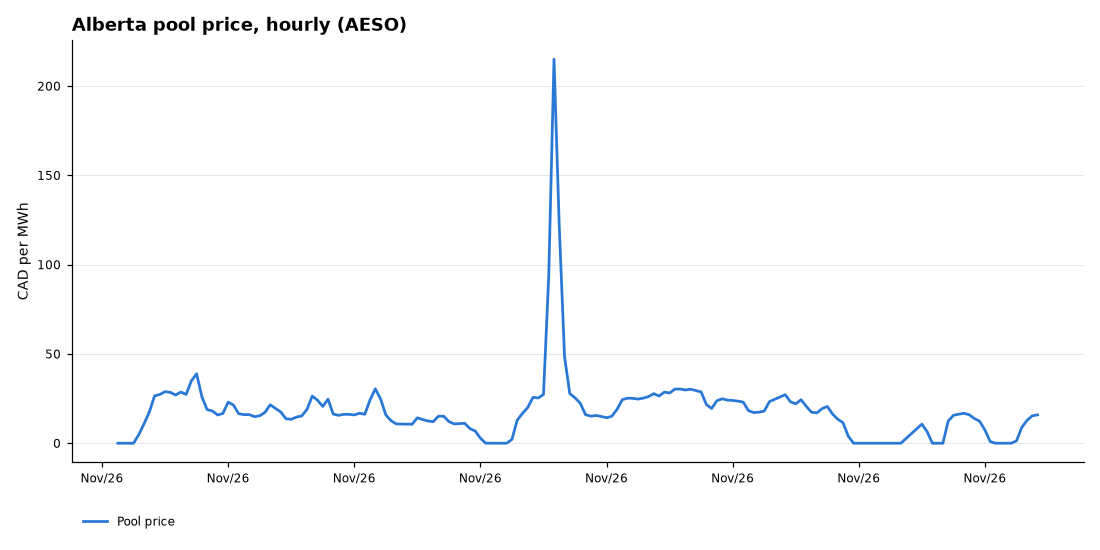 Alberta pool price, hourly (AESO)
CAD per MWh
200
150
100
50
0
Nov/26 Nov/26 Nov/26 Nov/26 Nov/26 Nov/26 Nov/26 Nov/26
Pool price